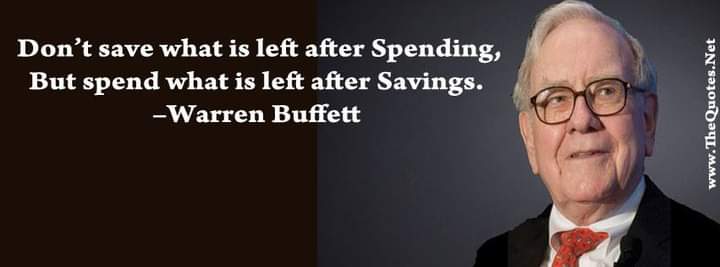 Don’t save what is left after Spending,
But spend what is left after Savings.
–Warren Buffett
www.TheQuotes.Net